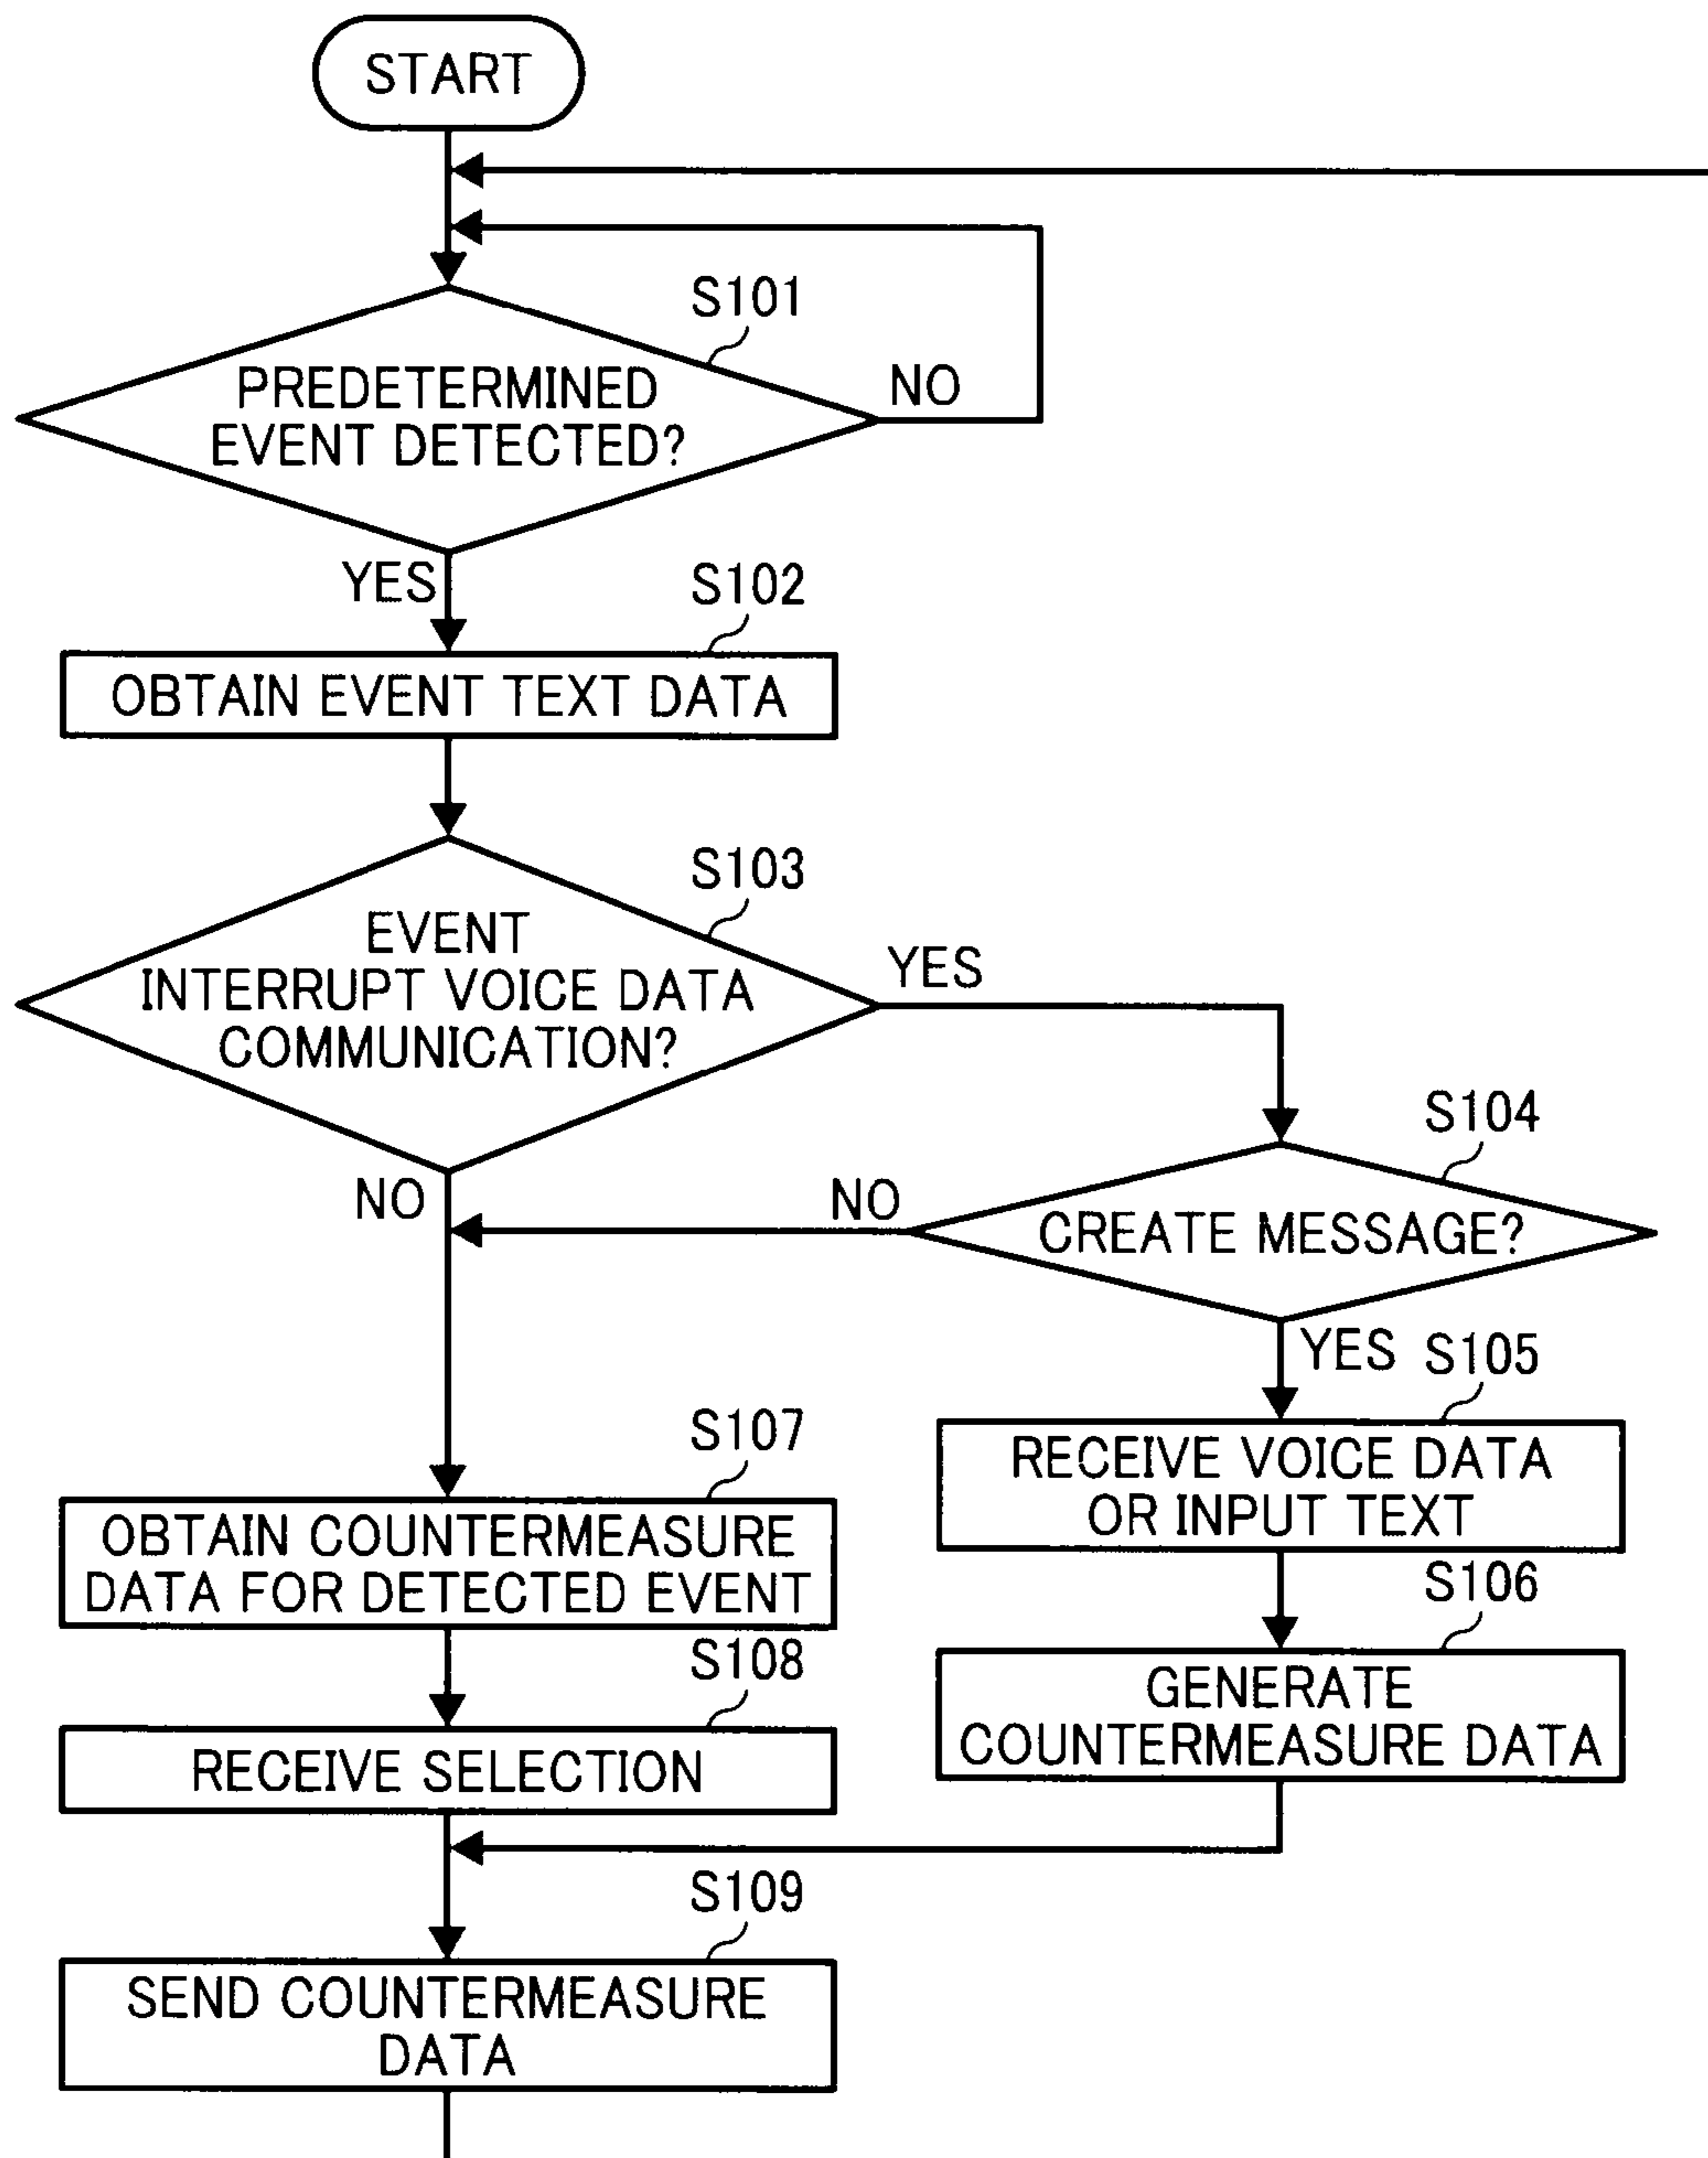 START
S101
PREDETERMINED
EVENT DETECTED?
NO
YES
S102
OBTAIN EVENT TEXT DATA
S103
EVENT
INTERRUPT VOICE DATA
COMMUNICATION?
YES
NO
S104
NO
CREATE MESSAGE?
YES
S105
RECEIVE VOICE DATA
OR INPUT TEXT
S106
GENERATE
COUNTERMEASURE DATA
S107
OBTAIN COUNTERMEASURE
DATA FOR DETECTED EVENT
S108
RECEIVE SELECTION
S109
SEND COUNTERMEASURE
DATA